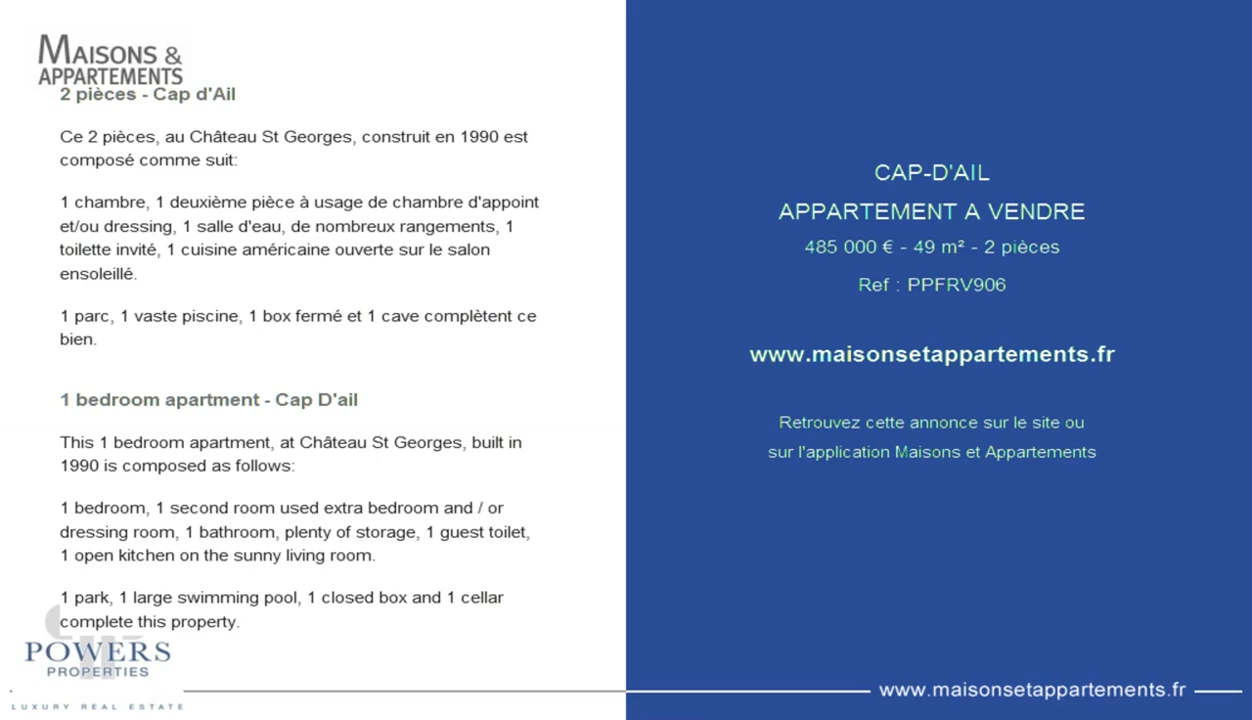 MAISONS &
APPARTEMENTS
2 pièces - Cap d'Ail
Ce 2 pièces, au Château St Georges, construit en 1990 est
composé comme suit:
1 chambre, 1 deuxième pièce à usage de chambre d'appoint
et/ou dressing, 1 salle d'eau, de nombreux rangements, 1
toilette invité, 1 cuisine américaine ouverte sur le salon
ensoleillé.
1 parc, 1 vaste piscine, 1 box fermé et 1 cave complètent ce
bien.
1 bedroom apartment - Cap D'ail
This 1 bedroom apartment, at Château St Georges, built in
1990 is composed as follows:
1 bedroom, 1 second room used extra bedroom and / or
dressing room, 1 bathroom, plenty of storage, 1 guest toilet,
1 open kitchen on the sunny living room.
1 park, 1 large swimming pool, 1 closed box and 1 cellar
complete this property.
POWERS
PROPERTIES
LUXURY REAL ESTATE
CAP-D'AIL
APPARTEMENT A VENDRE
485 000 € - 49 m² - 2 pièces
Ref : PPFRV906
www.maisonsetappartements.fr
Retrouvez cette annonce sur le site ou
sur l'application Maisons et Appartements
www.maisonsetappartements.fr